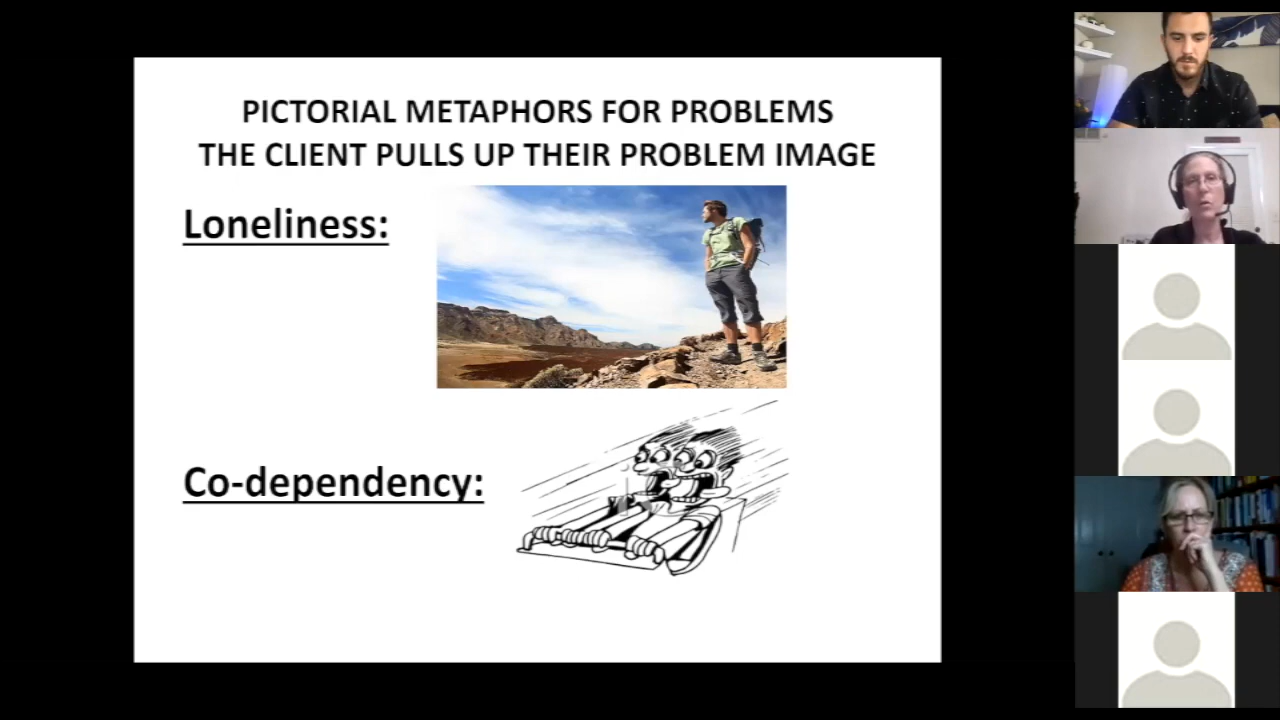 PICTORIAL METAPHORS FOR PROBLEMS
THE CLIENT PULLS UP THEIR PROBLEM IMAGE
Loneliness:
Co-dependency: